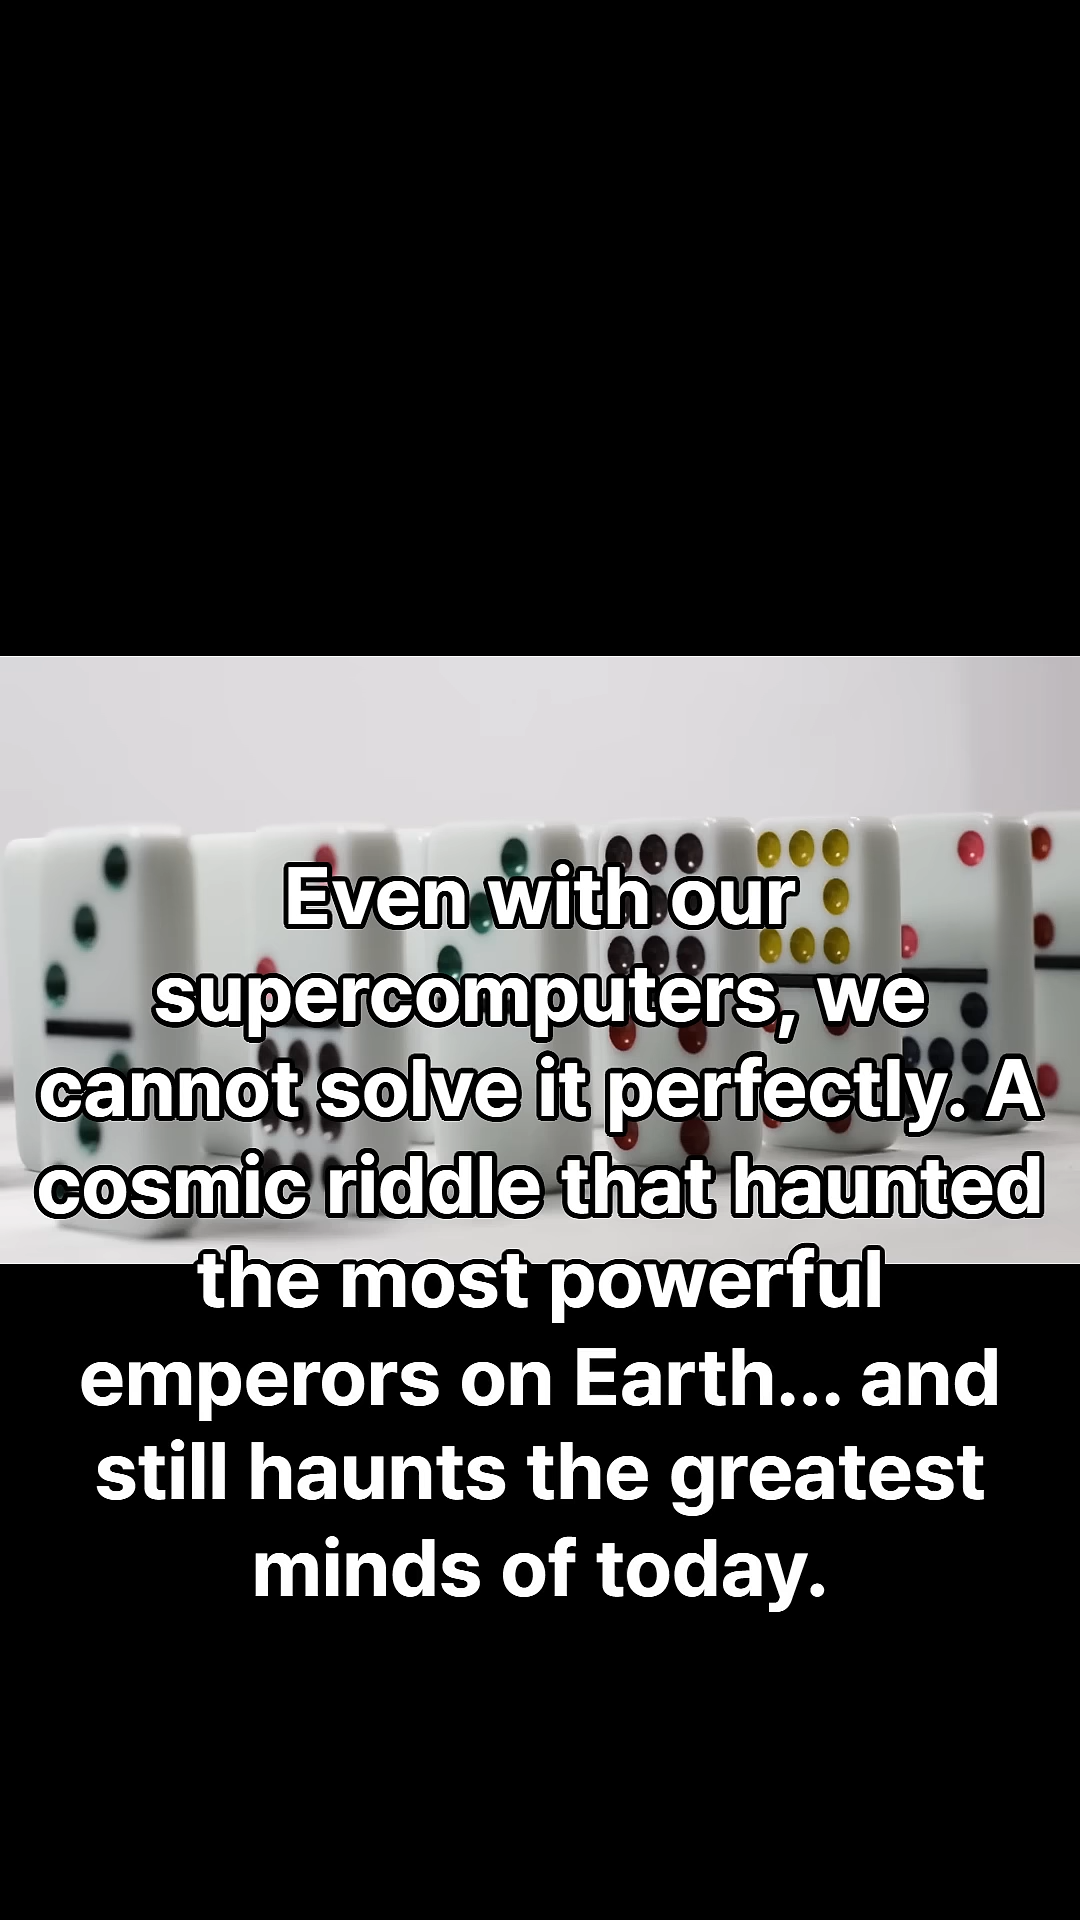 Even with our
supercomputers, we
cannot solve it perfectly. A
cosmic riddle that haunted
the most powerful
emperors on Earth... and
still haunts the greatest
minds of today.